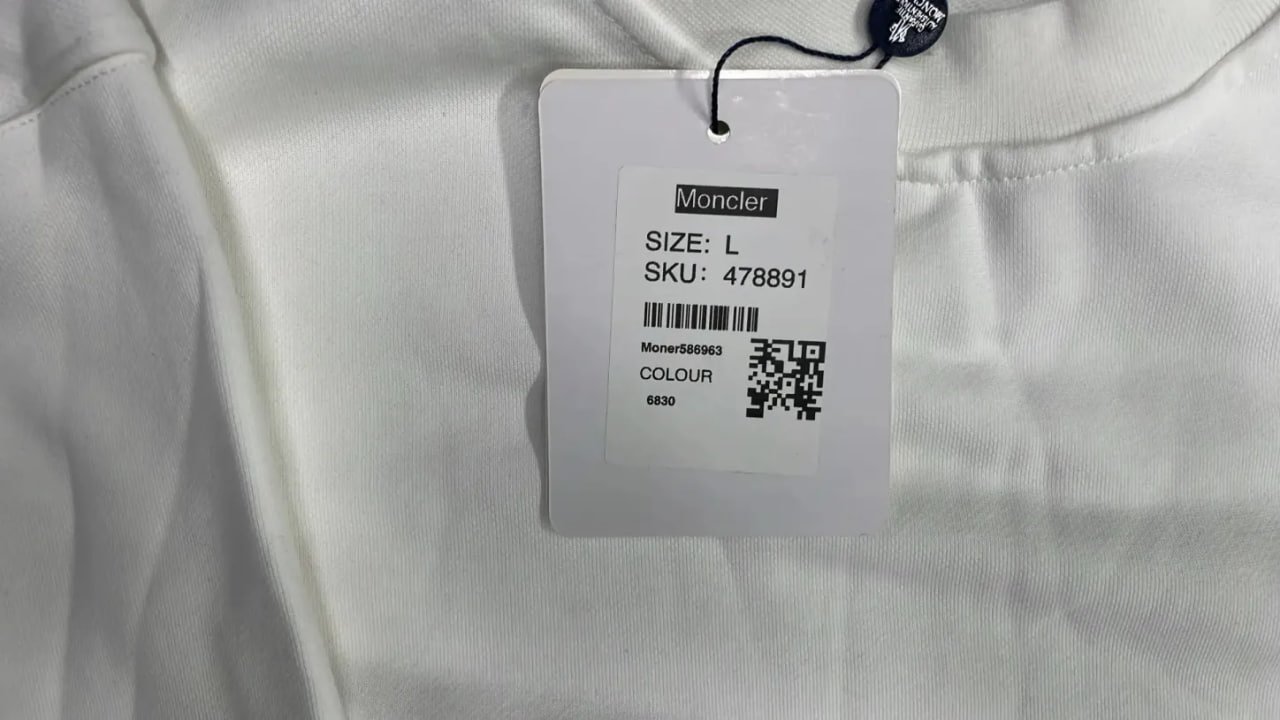 Moncler
SIZE: L
SKU: 478891
Moner586963
COLOUR
6830